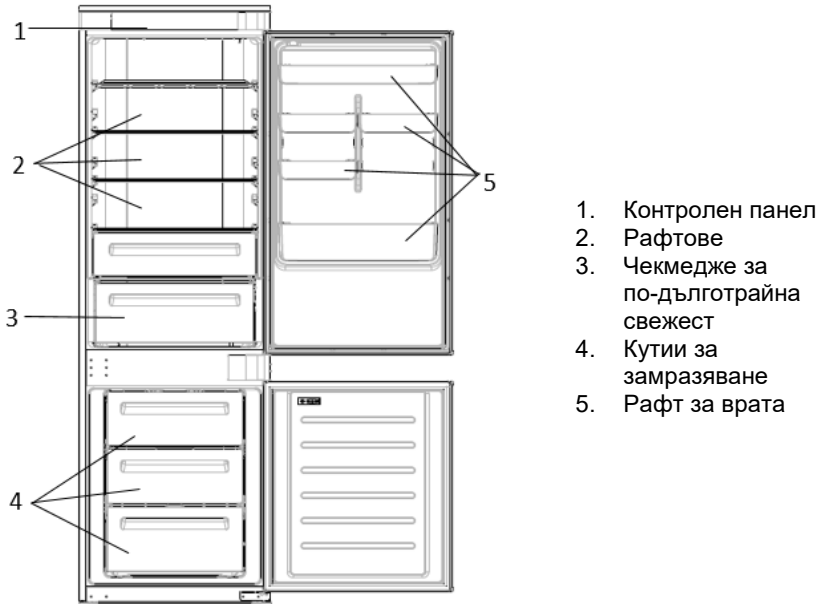 1
2
3
4
5
1. Контролен панел
2. Рафтове
3. Чекмедже за
по-дълготрайна
свежест
4. Кутии за
замразяване
5. Рафт за врата